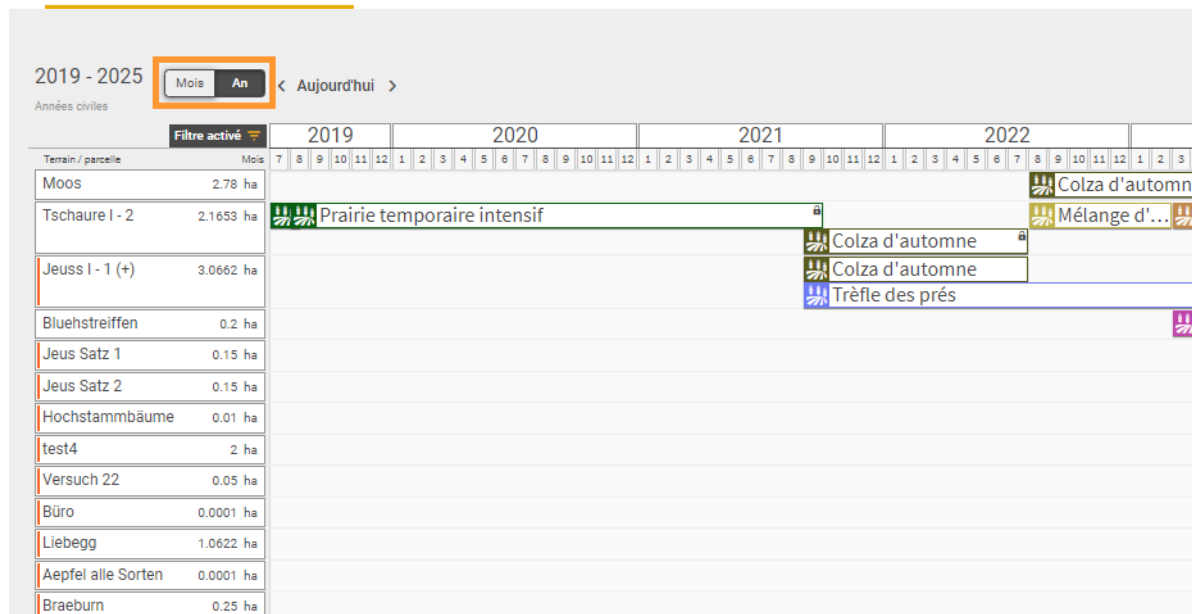 2019 - 2025 Mois An < Aujourd'hui >
Années civiles
Filtre activé 2019 2020 2021 2022
Terrain / parcelle Mois 7 8 9 10 11 12 1 2 3 4 5 6 7 8 9 10 11 12 1 2 3 4 5 6 7 8 9 10 11 12 1 2 3 4 5 6 7 8 9 10 11 12 1 2 3
Moos 2.78 ha Colza d'automn
Tschaure I - 2 2.1653 ha Prairie temporaire intensif Mélange d'...
Colza d'automne
Jeuss I - 1 (+) 3.0662 ha Colza d'automne
Trèfle des prés
Bluehstreiffen 0.2 ha
Jeus Satz 1 0.15 ha
Jeus Satz 2 0.15 ha
Hochstammbäume 0.01 ha
test4 2 ha
Versuch 22 0.05 ha
Büro 0.0001 ha
Liebegg 1.0622 ha
Aepfel alle Sorten 0.0001 ha
Braeburn 0.25 ha